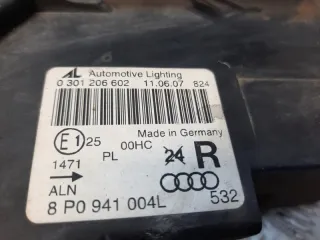 AL Automotive Lighting
0 301 206 602 11.06.07 824
Made in Germany
E1 25 00HC 24 R
1471 PL
ALN 532
8 P0 941 004L